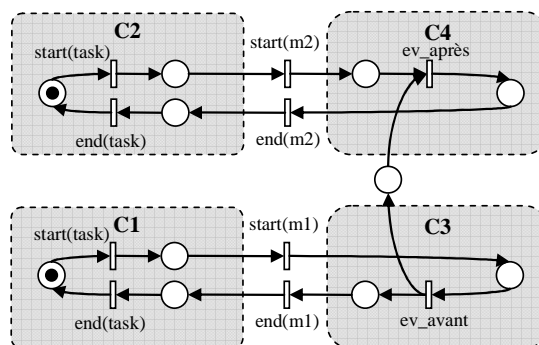 C2
C4
start(task)
start(m2)
ev_après
end(task)
end(m2)
C1
C3
start(task)
start(m1)
end(task)
end(m1)
ev_avant